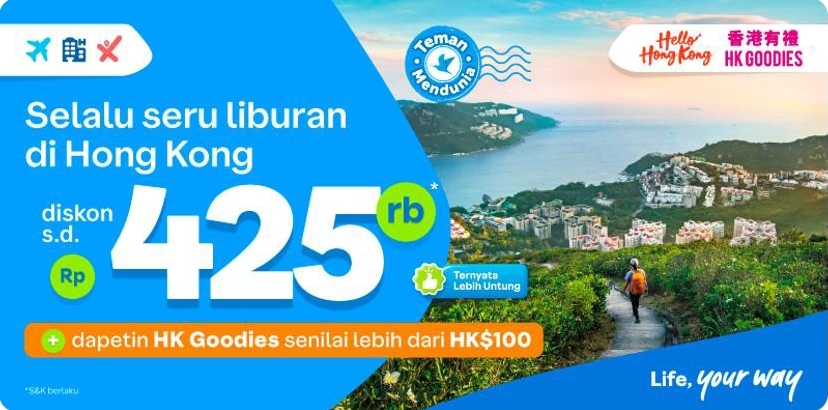 Teman
Mendunia
Hello
Hong Kong
香港有禮
HK GOODIES
Selalu seru liburan
di Hong Kong
diskon
s.d.
Rp 425 rb*
Ternyata
Lebih Untung
+ dapetin HK Goodies senilai lebih dari HK$100
*S&K berlaku
Life, your way